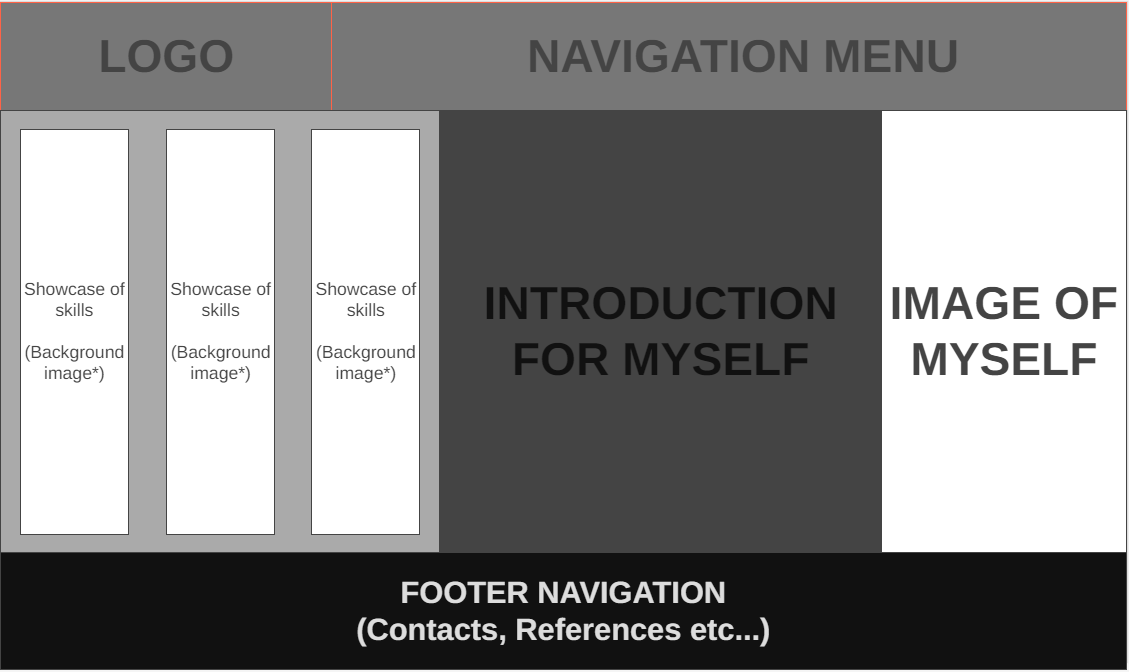 LOGO
NAVIGATION MENU
Showcase of
skills
(Background
image*)
Showcase of
skills
(Background
image*)
Showcase of
skills
(Background
image*)
INTRODUCTION
FOR MYSELF
IMAGE OF
MYSELF
FOOTER NAVIGATION
(Contacts, References etc...)